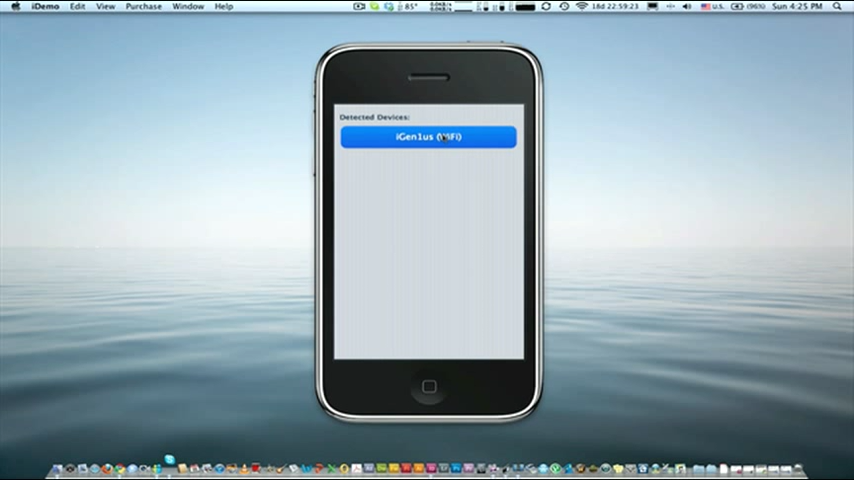 iDemo Edit View Purchase Window Help 85° 18d 22:59:23 U.S. (96%) Sun 4:25 PM
Detected Devices:
iGen1us (WiFi)